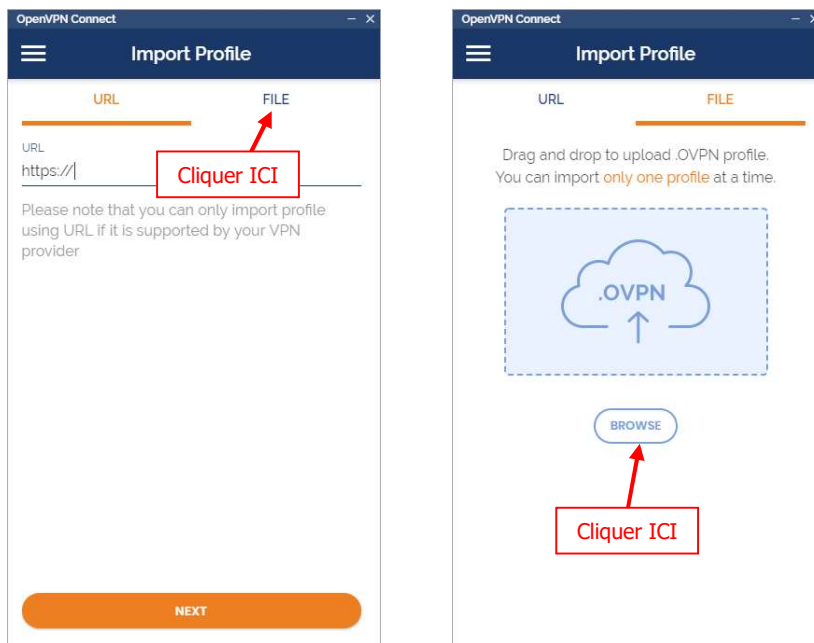 OpenVPN Connect
Import Profile
URL
FILE
URL
https://
Cliquer ICI
Please note that you can only import profile
using URL if it is supported by your VPN
provider
NEXT
OpenVPN Connect
Import Profile
URL
FILE
Drag and drop to upload .OVPN profile.
You can import only one profile at a time.
.OVPN
BROWSE
Cliquer ICI